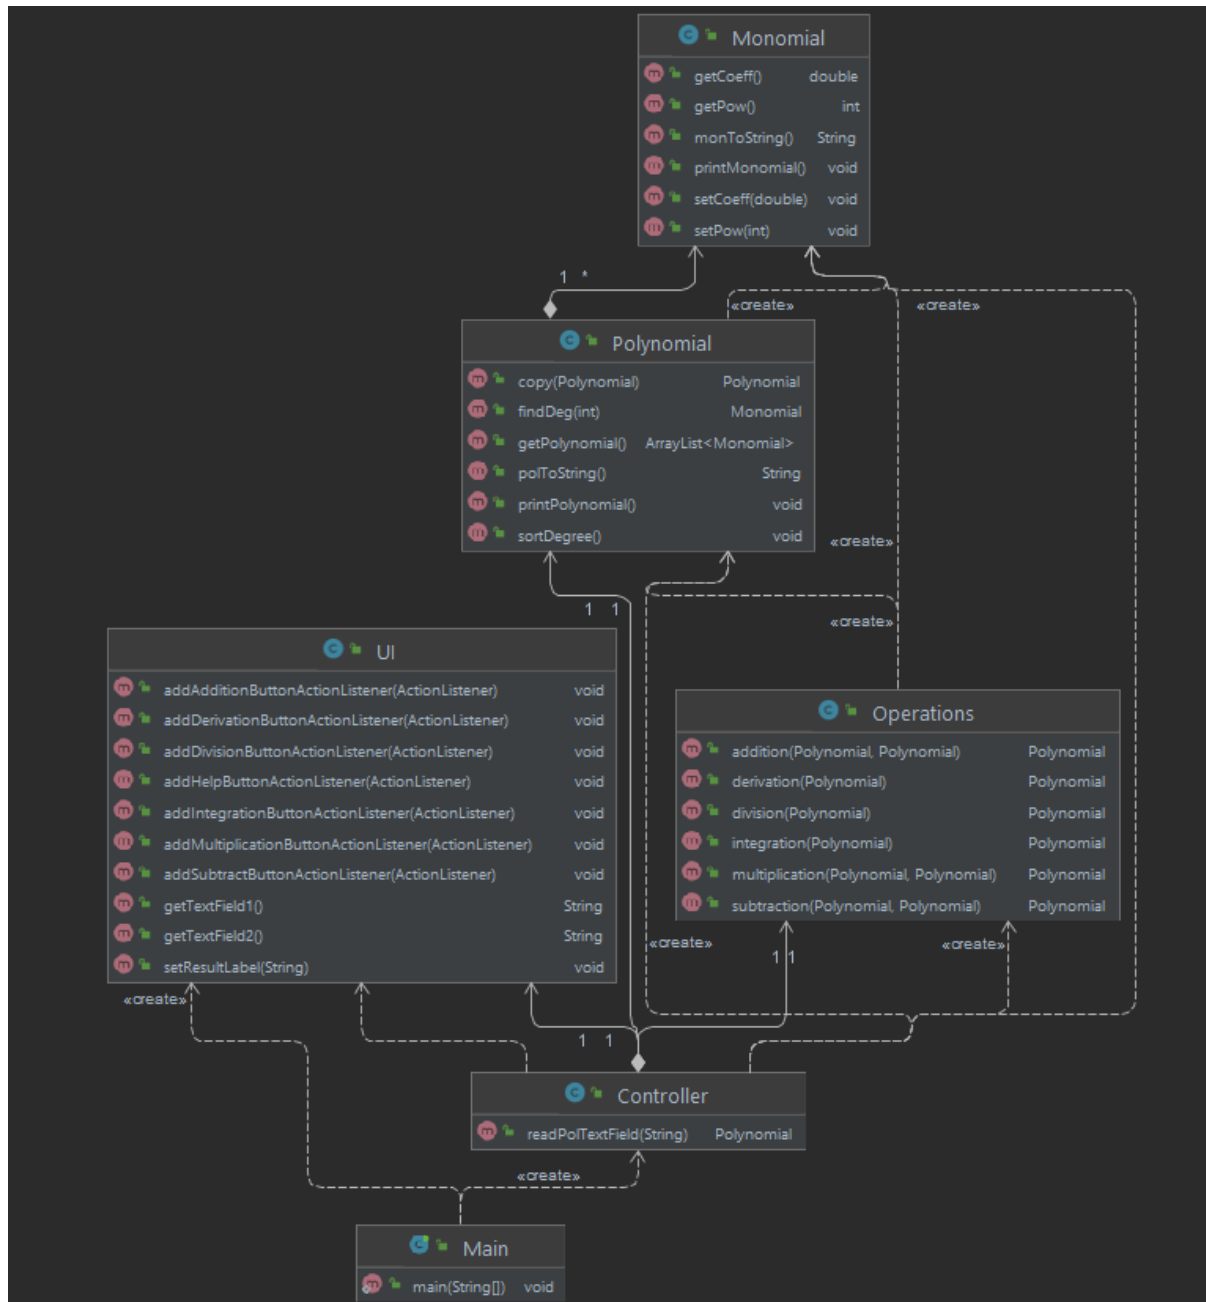 Monomial
getCoeff() double
getPow() int
monToString() String
printMonomial() void
setCoeff(double) void
setPow(int) void
1 *
«create»
«create»
Polynomial
copy(Polynomial) Polynomial
findDeg(int) Monomial
getPolynomial() ArrayList<Monomial>
polToString() String
printPolynomial() void
sortDegree() void
«create»
1 1
«create»
UI
addAdditionButtonActionListener(ActionListener) void
addDerivationButtonActionListener(ActionListener) void
addDivisionButtonActionListener(ActionListener) void
addHelpButtonActionListener(ActionListener) void
addIntegrationButtonActionListener(ActionListener) void
addMultiplicationButtonActionListener(ActionListener) void
addSubtractButtonActionListener(ActionListener) void
getTextField1() String
getTextField2() String
setResultLabel(String) void
Operations
addition(Polynomial, Polynomial) Polynomial
derivation(Polynomial) Polynomial
division(Polynomial) Polynomial
integration(Polynomial) Polynomial
multiplication(Polynomial, Polynomial) Polynomial
subtraction(Polynomial, Polynomial) Polynomial
«create»
«create»
1 1
«create»
1 1
Controller
readPolTextField(String) Polynomial
«create»
Main
main(String[]) void